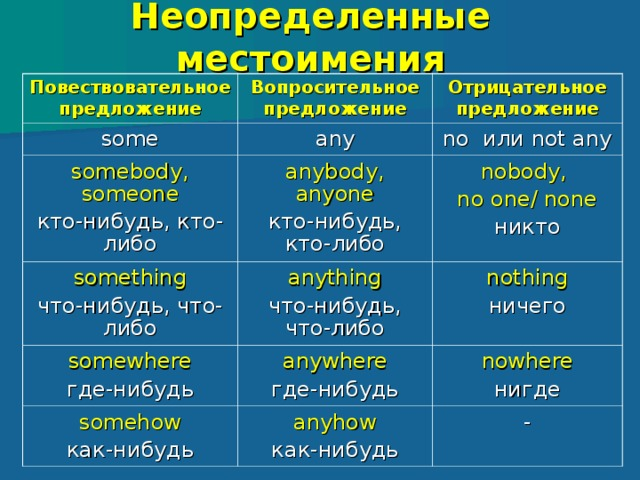 Неопределенные
местоимения
Повествовательное
предложение
Вопросительное
предложение
Отрицательное
предложение
some
any
no  или not any
somebody,
someone
кто-нибудь, кто-
либо
anybody,
anyone
кто-нибудь,
кто-либо
nobody,
no one/ none
никто
something
что-нибудь, что-
либо
anything
что-нибудь,
что-либо
nothing
ничего
somewhere
где-нибудь
anywhere
где-нибудь
nowhere
нигде
somehow
как-нибудь
anyhow
как-нибудь
-